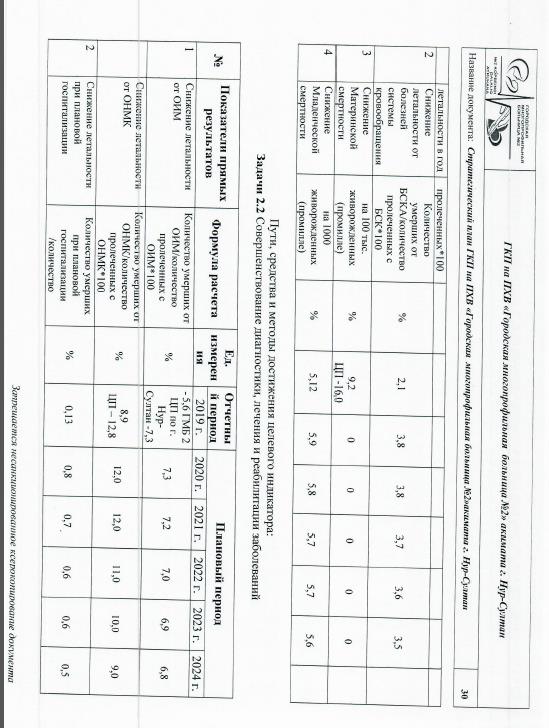 ГОРОДСКАЯ
МНОГОПРОФИЛЬНАЯ
БОЛЬНИЦА №2
№2 КӨПБЕЙІНДІ
QALALIQ
AÝRUHANA
ГКП на ПХВ «Городская многопрофильная больница №2» акимата г. Нур-Султан
Название документа: Стратегический план ГКП на ПХВ «Городская многопрофильная больница №2»акимата г. Нур-Султан 30
летальности в год пролеченных*100
2 Снижение летальности от болезней системы кровообращения Количество умерших от БСКА/количество пролеченных с БСК*100 % 2,1 3,8 3,8 3,7 3,6 3,5
3 Снижение Материнской смертности на 100 тыс. живорожденных (промилле) % 9,2 ЦП -16,0 0 0 0 0 0
4 Снижение Младенческой смертности на 1000 живорожденных (промилле) % 5,12 5,9 5,8 5,7 5,7 5,6
Пути, средства и методы достижения целевого индикатора:
Задачи 2.2 Совершенствование диагностики, лечения и реабилитации заболеваний
№ Показатели прямых результатов Формула расчета Ед. измерен ия Отчетны й период Плановый период
2019 г. 2020 г. 2021 г. 2022 г. 2023 г. 2024 г.
1 Снижение летальности от ОИМ Количество умерших от ОИМ/количество пролеченных с ОИМ*100 % - 5,6 ГМБ 2 ЦП по г. Нур- Султан -7,3 7,3 7,2 7,0 6,9 6,8
Снижение летальности от ОНМК Количество умерших от ОНМК/количество пролеченных с ОНМК*100 % 8,9 ЦП – 12,8 12,0 12,0 11,0 10,0 9,0
2 Снижение летальности при плановой госпитализации Количество умерших при плановой госпитализации /количество % 0,13 0,8 0,7 0,6 0,6 0,5
Запрещается несанкционированное ксерокопирование документа